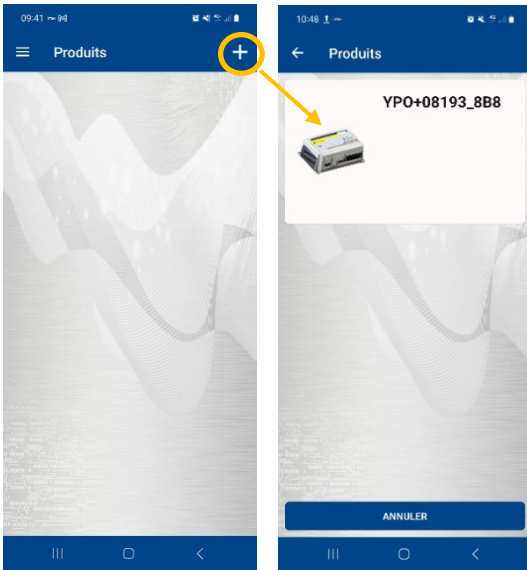 09:41
Produits
+
10:48
Produits
YPO+08193_8B8
ANNULER